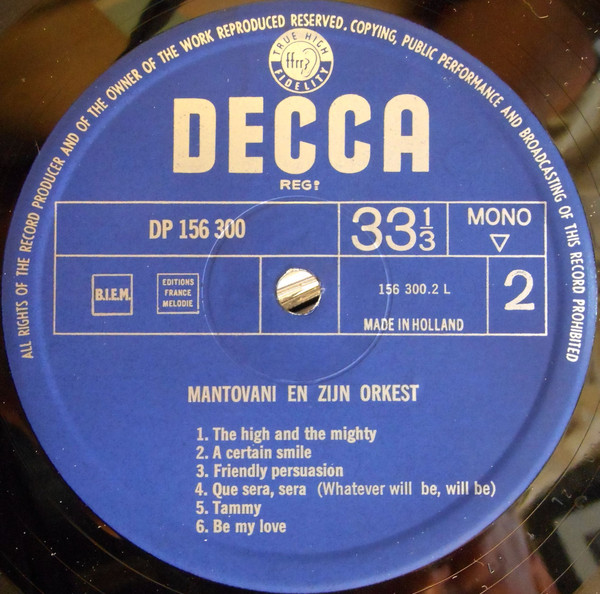 ALL RIGHTS OF THE RECORD PRODUCER AND OF THE OWNER OF THE WORK REPRODUCED RESERVED. COPYING, PUBLIC PERFORMANCE AND BROADCASTING OF THIS RECORD PROHIBITED
TRUE HIGH
ffrr
FIDELITY
DECCA
REGD
DP 156 300
33 1/3
MONO
▽
B.I.E.M.
EDITIONS
FRANCE
MELODIE
156 300.2 L
MADE IN HOLLAND
2
MANTOVANI EN ZIJN ORKEST
1. The high and the mighty
2. A certain smile
3. Friendly persuasion
4. Que sera, sera (Whatever will be, will be)
5. Tammy
6. Be my love